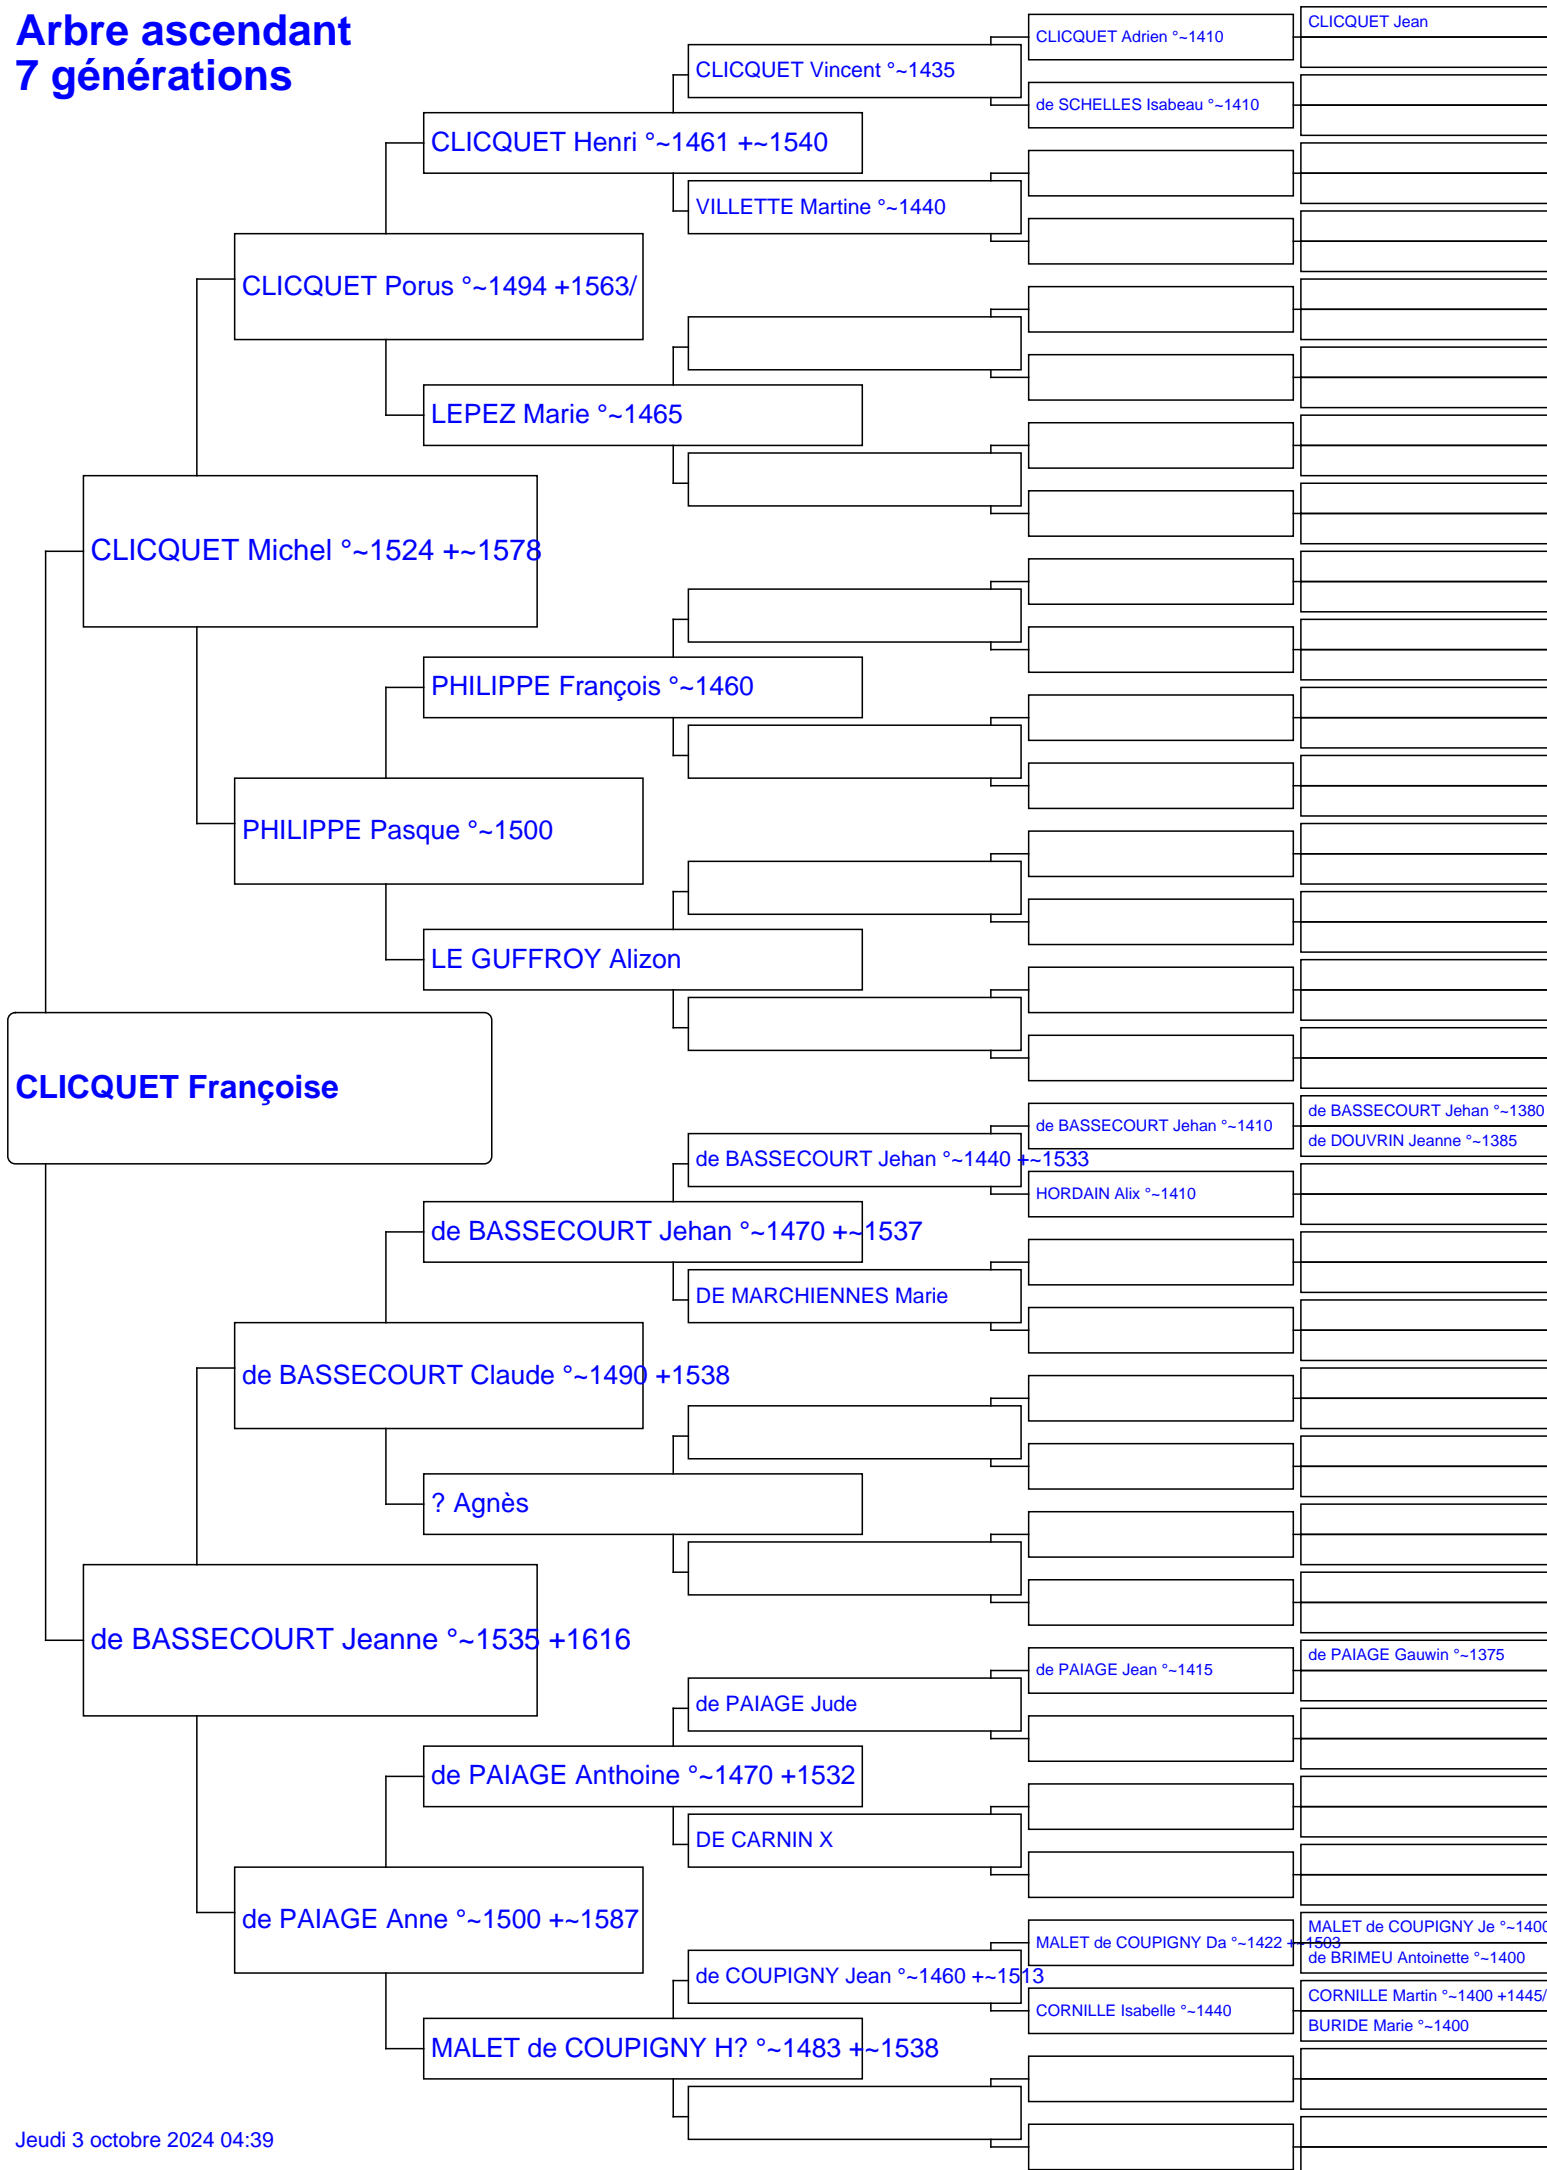 Arbre ascendant
7 générations
CLICQUET Jean
CLICQUET Adrien °~1410
CLICQUET Vincent °~1435
de SCHELLES Isabeau °~1410
CLICQUET Henri °~1461 +~1540
VILLETTE Martine °~1440
CLICQUET Porus °~1494 +1563/
LEPEZ Marie °~1465
CLICQUET Michel °~1524 +~1578
PHILIPPE François °~1460
PHILIPPE Pasque °~1500
LE GUFFROY Alizon
CLICQUET Françoise
de BASSECOURT Jehan °~1380
de BASSECOURT Jehan °~1410
de DOUVRIN Jeanne °~1385
de BASSECOURT Jehan °~1440 +~1533
HORDAIN Alix °~1410
de BASSECOURT Jehan °~1470 +~1537
DE MARCHIENNES Marie
de BASSECOURT Claude °~1490 +1538
? Agnès
de BASSECOURT Jeanne °~1535 +1616
de PAIAGE Gauwin °~1375
de PAIAGE Jean °~1415
de PAIAGE Jude
de PAIAGE Anthoine °~1470 +1532
DE CARNIN X
de PAIAGE Anne °~1500 +~1587
MALET de COUPIGNY Je °~1400
MALET de COUPIGNY Da °~1422 +~1503
de BRIMEU Antoinette °~1400
de COUPIGNY Jean °~1460 +~1513
CORNILLE Martin °~1400 +1445/
CORNILLE Isabelle °~1440
BURIDE Marie °~1400
MALET de COUPIGNY H? °~1483 +~1538
Jeudi 3 octobre 2024 04:39